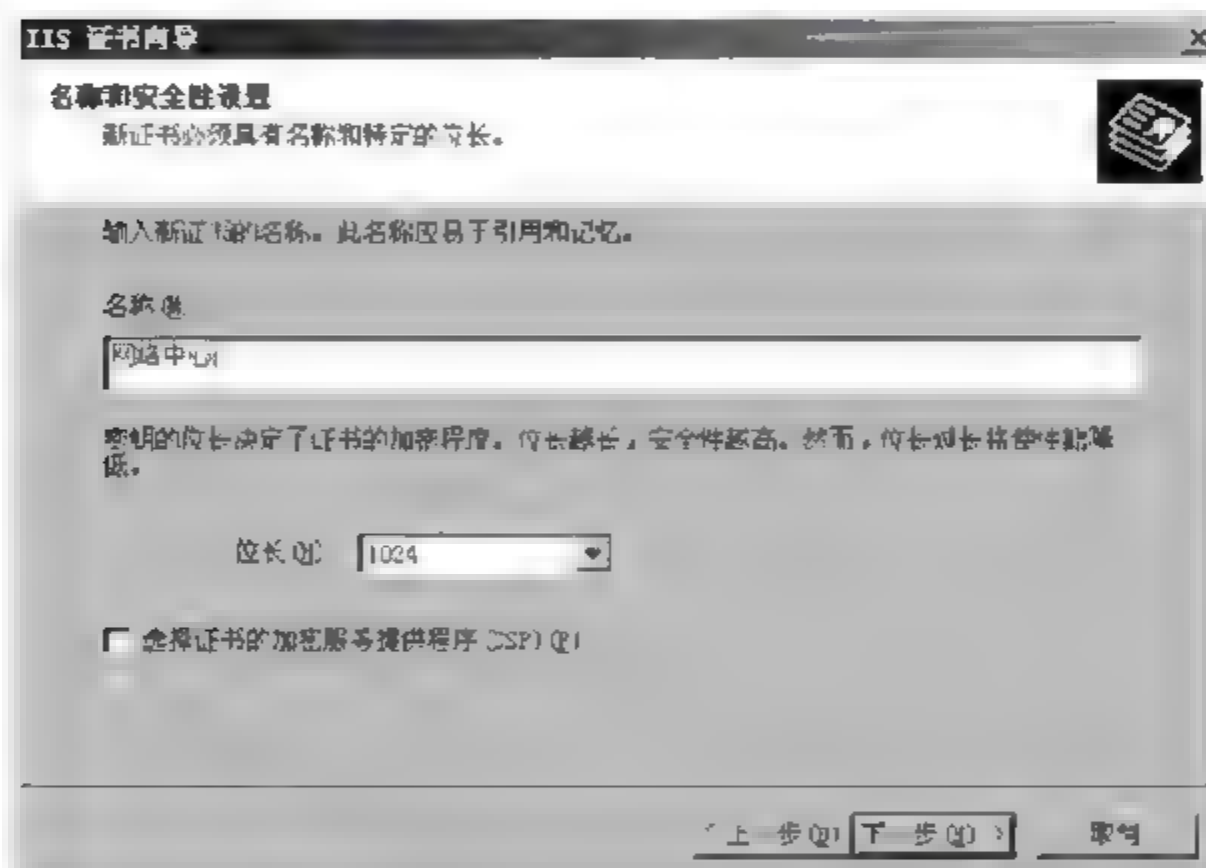 IIS 证书向导
名称和安全性设置
新证书必须具有名称和特定的位长。
输入新证书的名称。此名称应易于引用和记忆。
名称(M)
网络中心
密钥的位长决定了证书的加密程度。位长越长，安全性越高。然而，位长过长将使性能降
低。
位长(H)
1024
选择证书的加密服务提供程序(CSP)(P)
上一步(B) 下一步(N) > 取消